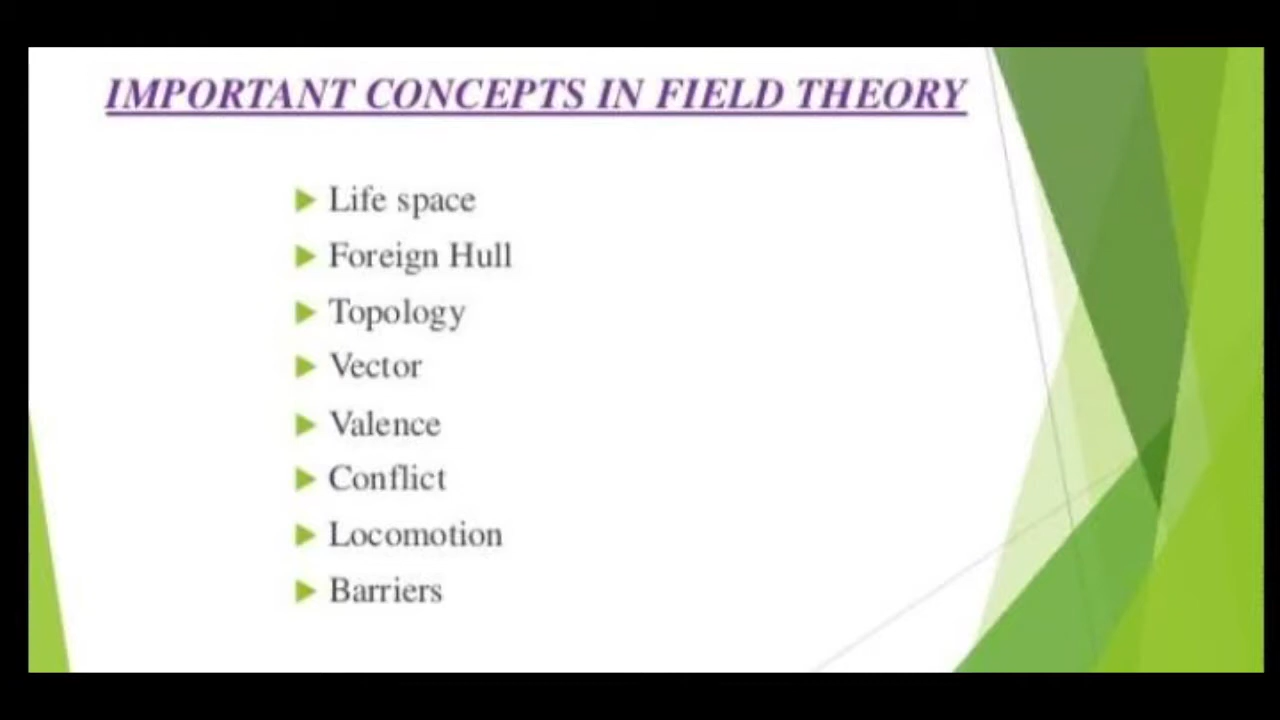 IMPORTANT CONCEPTS IN FIELD THEORY
Life space
Foreign Hull
Topology
Vector
Valence
Conflict
Locomotion
Barriers